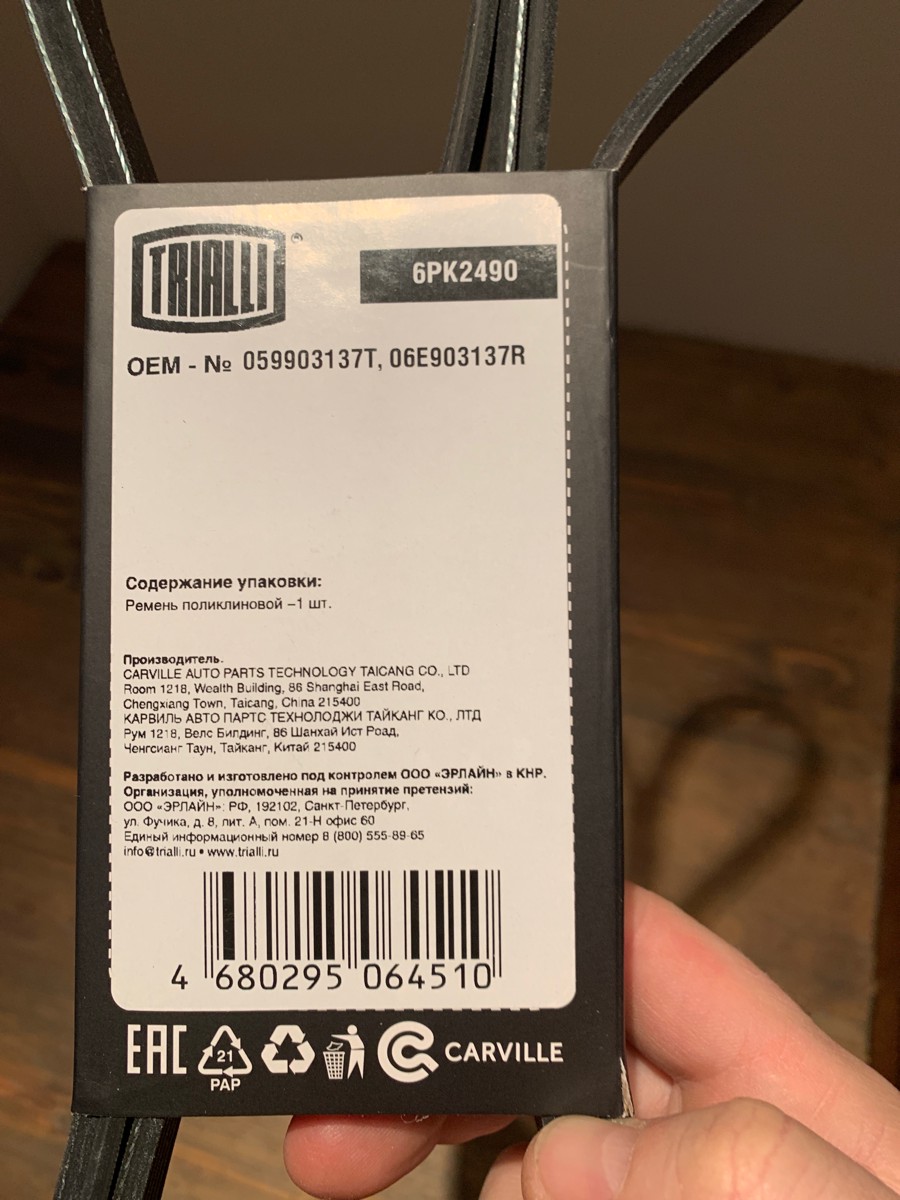 TRIALLI ®
6PK2490
OEM - № 059903137T, 06E903137R
Содержание упаковки:
Ремень поликлиновой –1 шт.
Производитель.
CARVILLE AUTO PARTS TECHNOLOGY TAICANG CO., LTD
Room 1218, Wealth Building, 86 Shanghai East Road,
Chengxiang Town, Taicang, China 215400
КАРВИЛЬ АВТО ПАРТС ТЕХНОЛОДЖИ ТАЙКАНГ КО., ЛТД
Рум 1218, Велс Билдинг, 86 Шанхай Ист Роад,
Ченгсианг Таун, Тайканг, Китай 215400
Разработано и изготовлено под контролем ООО «ЭРЛАЙН» в КНР.
Организация, уполномоченная на принятие претензий:
ООО «ЭРЛАЙН»: РФ, 192102, Санкт-Петербург,
ул. Фучика, д. 8, лит. А, пом. 21-Н офис 60
Единый информационный номер 8 (800) 555-89-65
info@trialli.ru • www.trialli.ru
4 680295 064510
EAC
21
PAP
CARVILLE